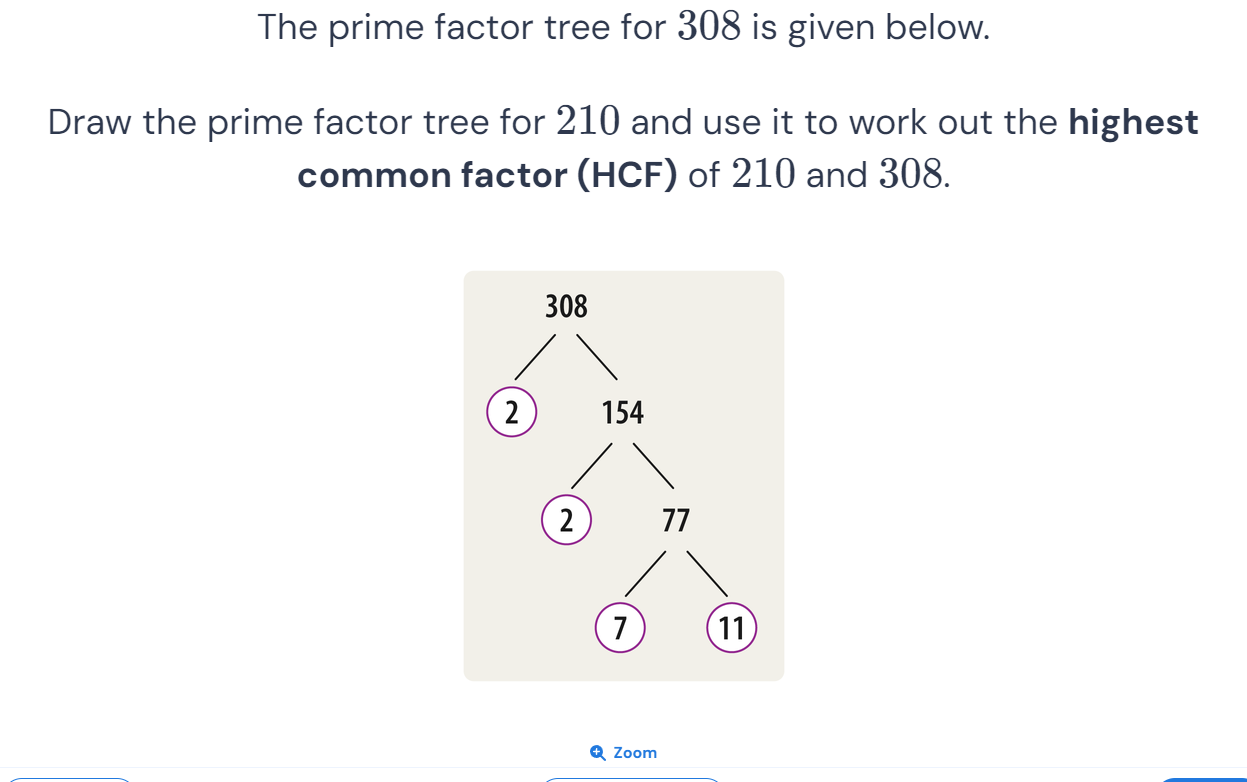 The prime factor tree for 308 is given below.
Draw the prime factor tree for 210 and use it to work out the highest
common factor (HCF) of 210 and 308.
308
2 154
2 77
7 11
Zoom